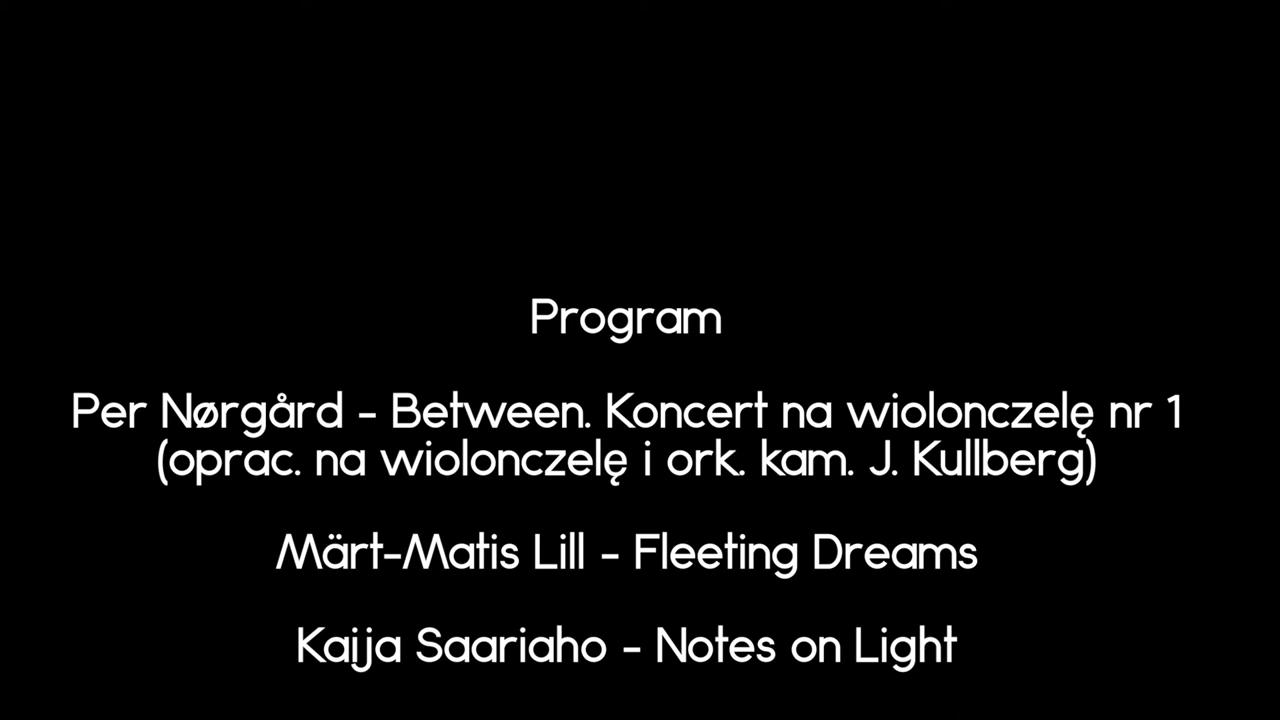 Program
Per Nørgård - Between. Koncert na wiolonczelę nr 1
(oprac. na wiolonczelę i ork. kam. J. Kullberg)
Märt-Matis Lill - Fleeting Dreams
Kaija Saariaho - Notes on Light